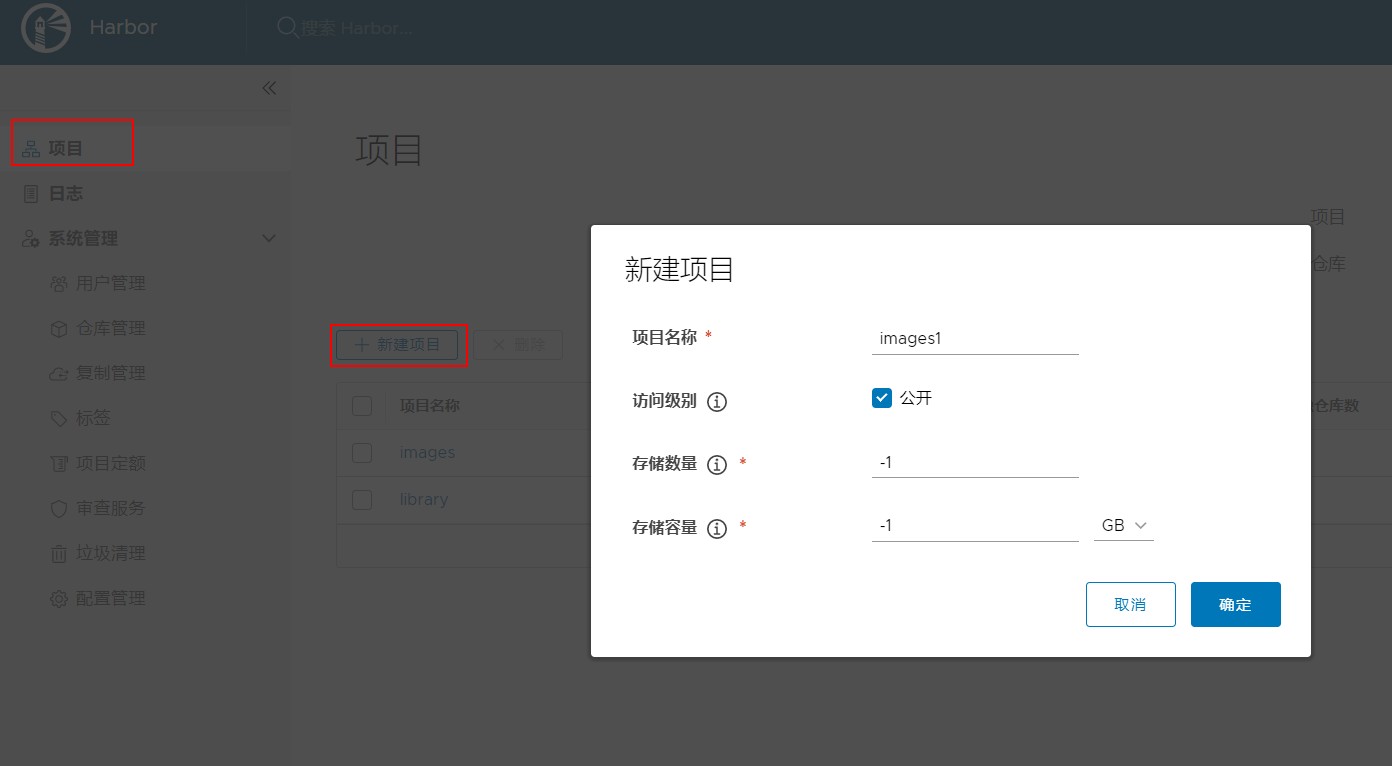 Harbor
搜索 Harbor...
项目
日志
系统管理
用户管理
仓库管理
复制管理
标签
项目定额
审查服务
垃圾清理
配置管理
项目
项目
仓库
新建项目
删除
项目名称
仓库数
images
library
新建项目
项目名称 *
images1
访问级别
公开
存储数量 *
-1
存储容量 *
-1
GB
取消
确定